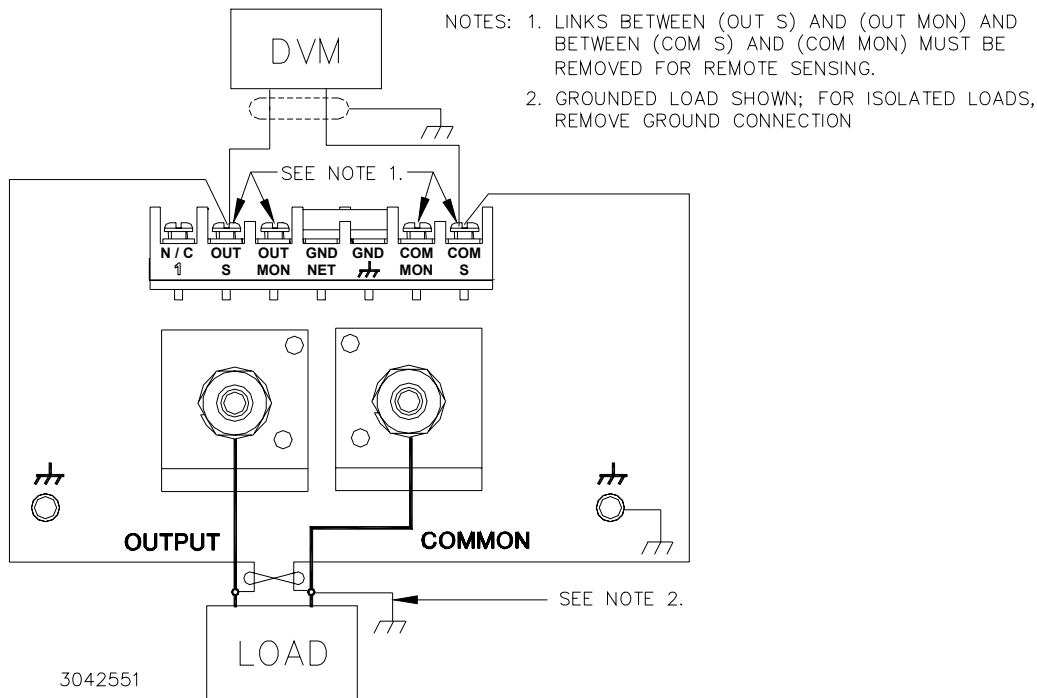 NOTES: 1. LINKS BETWEEN (OUT S) AND (OUT MON) AND
BETWEEN (COM S) AND (COM MON) MUST BE
REMOVED FOR REMOTE SENSING.
2. GROUNDED LOAD SHOWN; FOR ISOLATED LOADS,
REMOVE GROUND CONNECTION
DVM
SEE NOTE 1.
N / C OUT OUT GND GND COM COM
1 S MON NET MON S
OUTPUT COMMON
SEE NOTE 2.
LOAD
3042551